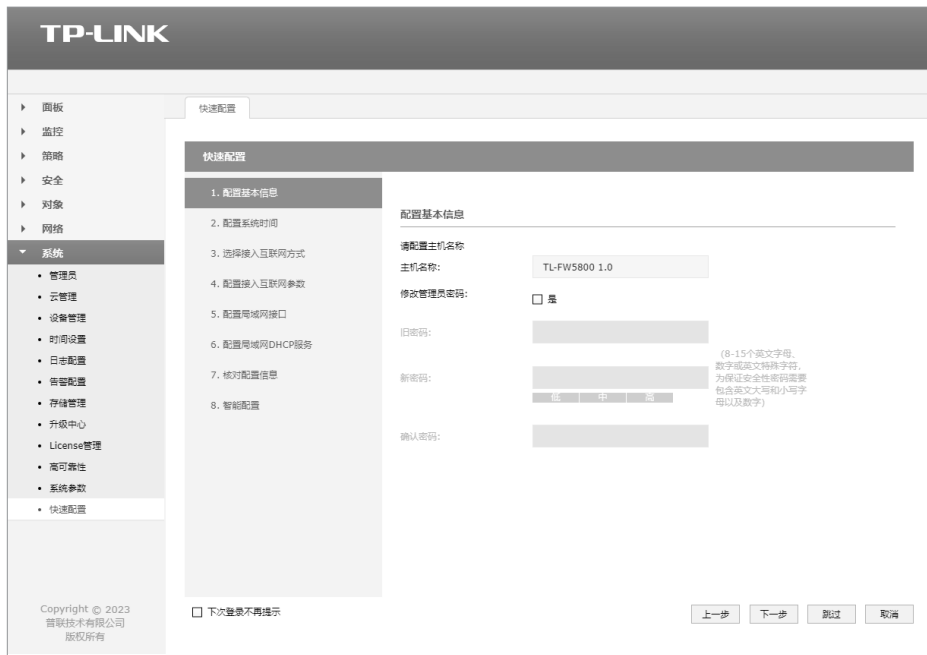 TP-LINK
面板
监控
策略
安全
对象
网络
系统
管理员
云管理
设备管理
时间设置
日志配置
告警配置
存储管理
升级中心
License管理
高可靠性
系统参数
快速配置
Copyright © 2023
普联技术有限公司
版权所有
快速配置
快速配置
1. 配置基本信息
2. 配置系统时间
3. 选择接入互联网方式
4. 配置接入互联网参数
5. 配置局域网接口
6. 配置局域网DHCP服务
7. 核对配置信息
8. 智能配置
配置基本信息
请配置主机名称
主机名称: TL-FW5800 1.0
修改管理员密码: 是
旧密码:
新密码:
低 中 高
(8-15个英文字母、
数字或英文特殊字符，
为保证安全性密码需要
包含英文大写和小写字
母以及数字)
确认密码:
下次登录不再提示
上一步 下一步 跳过 取消